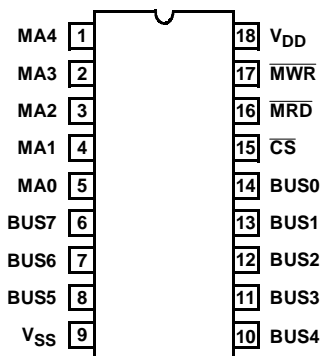 MA4 1 18 VDD
MA3 2 17 MWR
MA2 3 16 MRD
MA1 4 15 CS
MA0 5 14 BUS0
BUS7 6 13 BUS1
BUS6 7 12 BUS2
BUS5 8 11 BUS3
VSS 9 10 BUS4